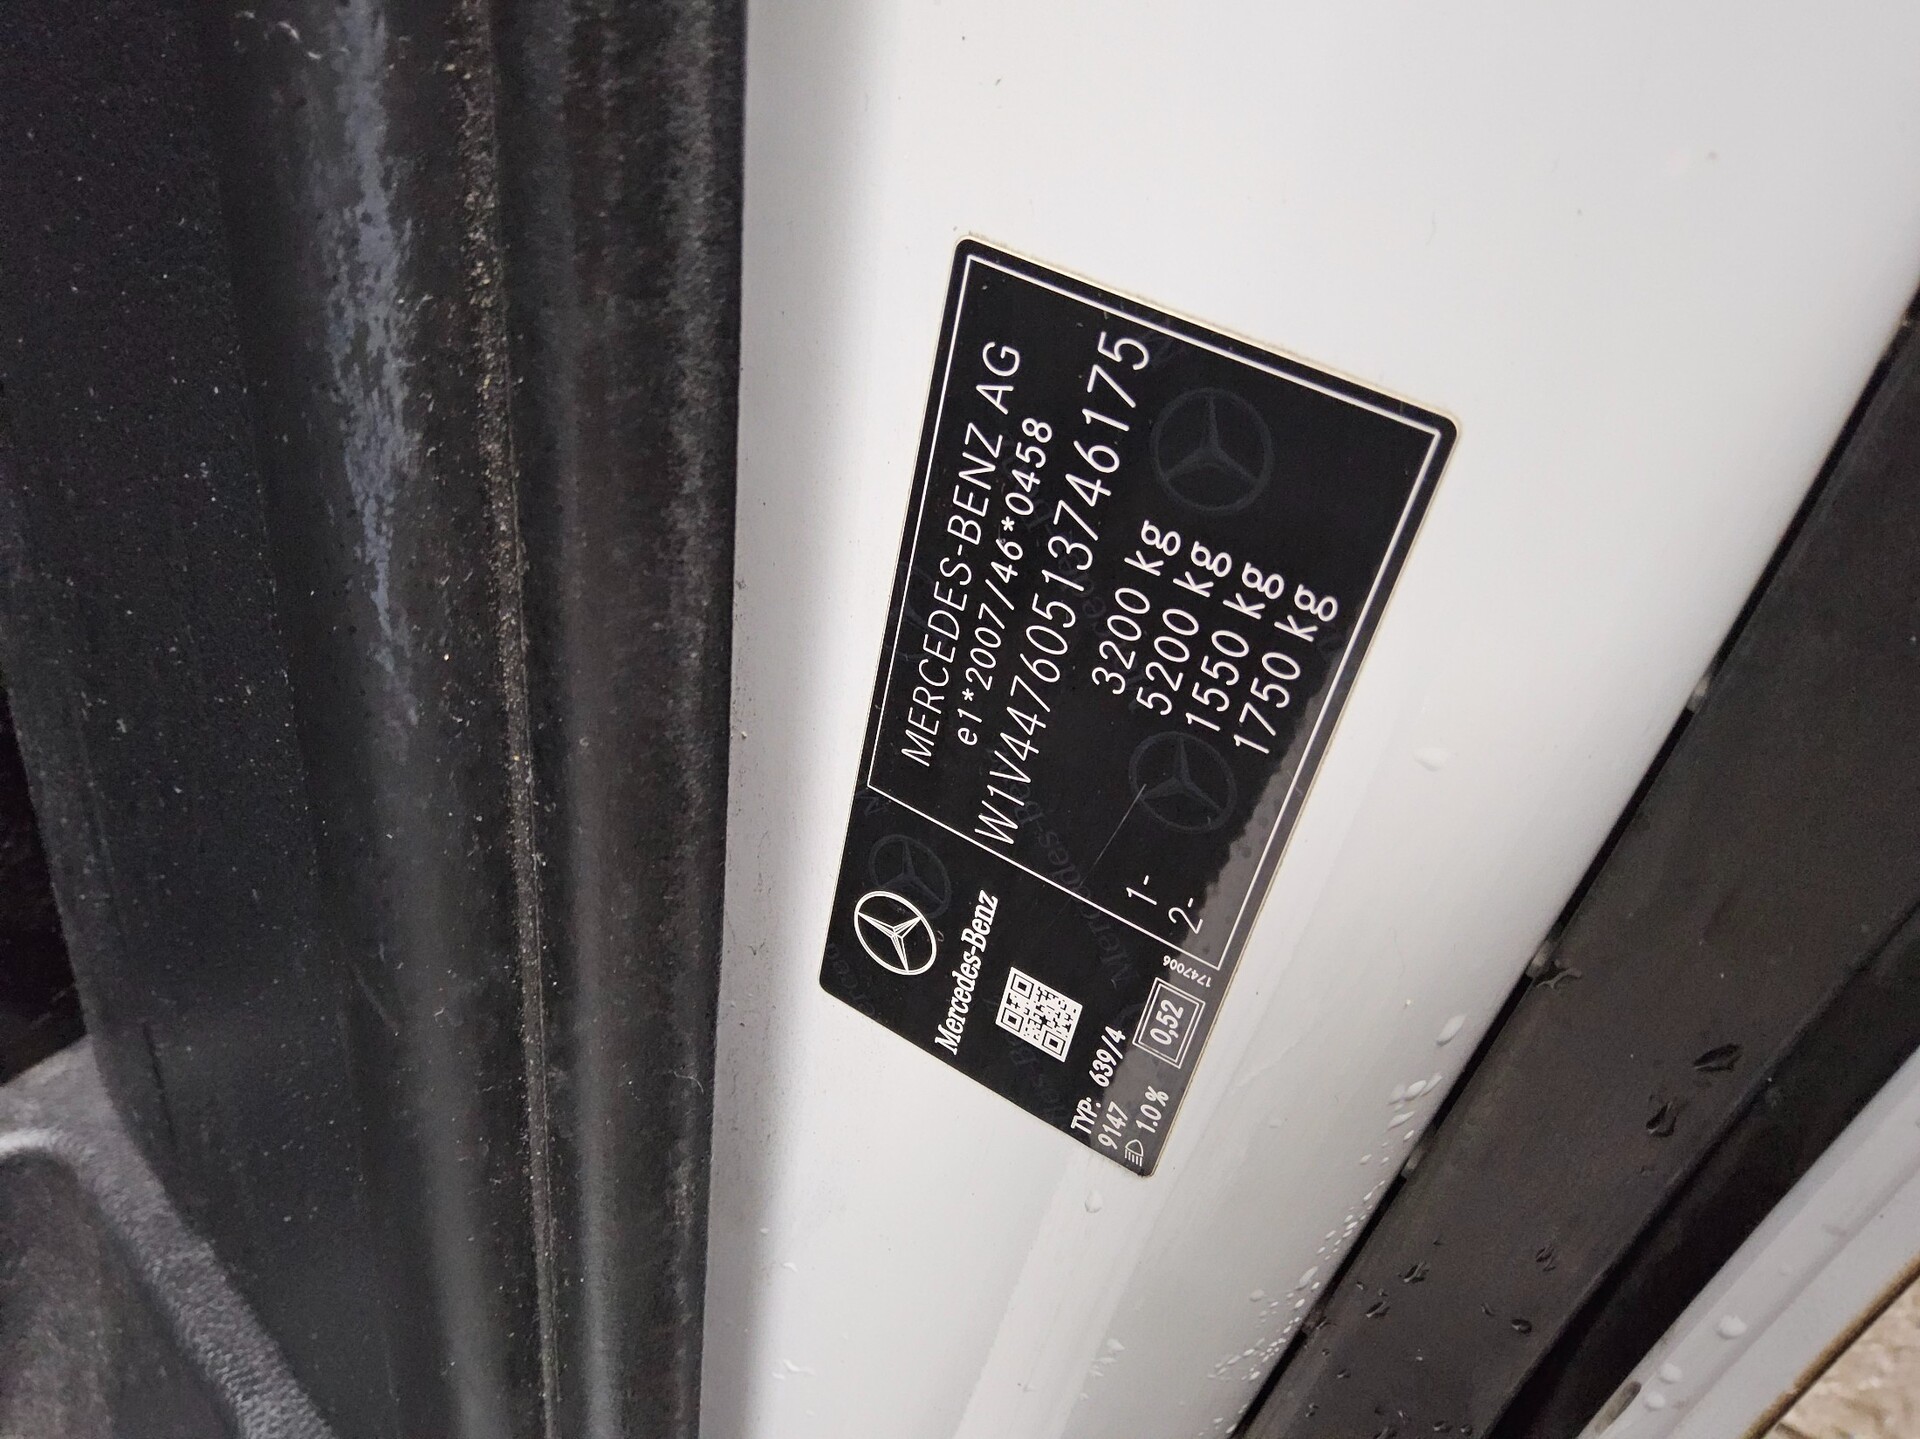 MERCEDES-BENZ AG
e1*2007/46*0458
W1V44760513746175
3200 kg
5200 kg
1- 1550 kg
2- 1750 kg
Mercedes-Benz
TYP: 639/4
9147
1.0%
0,52
1747006